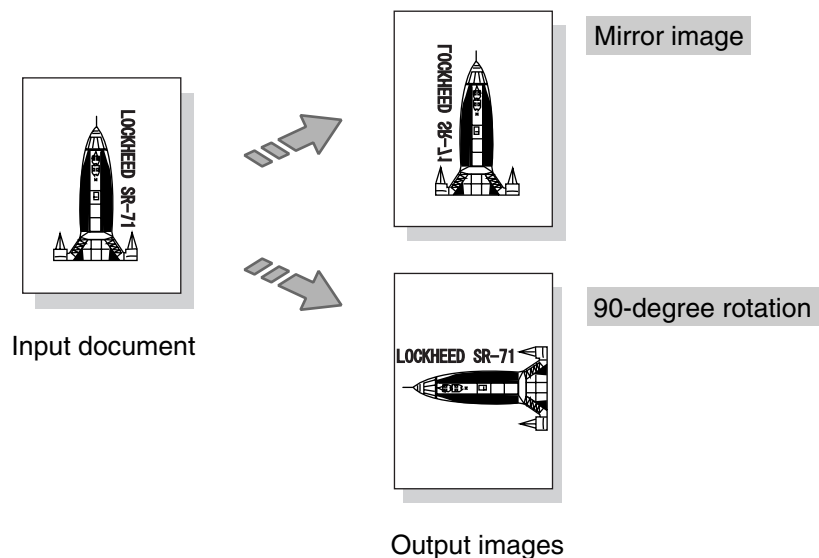 Mirror image
LOCKHEED SR-71
LOCKHEED SR-71
Input document
90-degree rotation
LOCKHEED SR-71
Output images